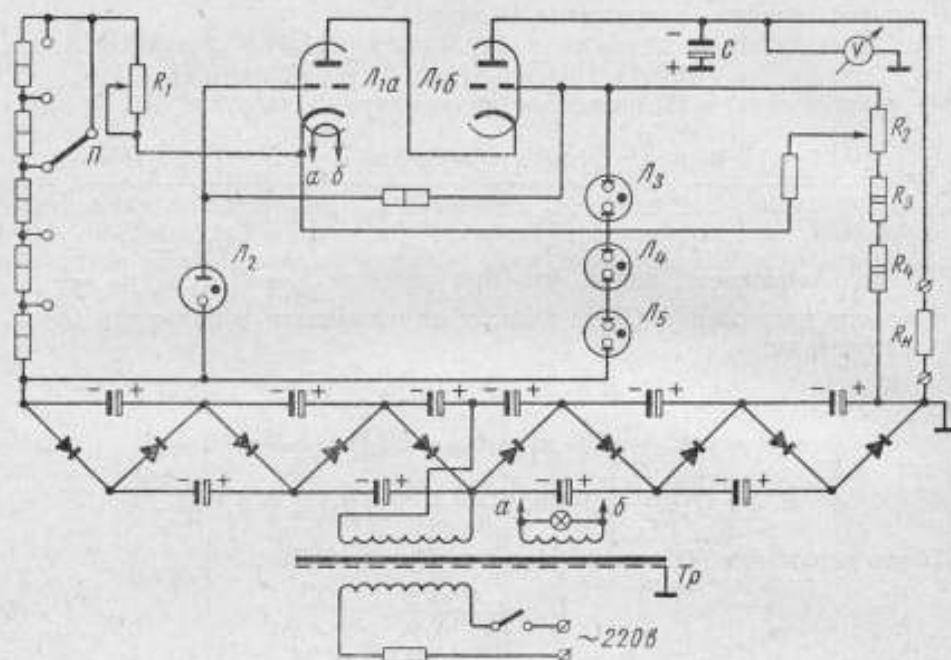 R₁
П
Л₁а
Л₁б
а б
−
+
С
V
Л₂
Л₃
Л₄
Л₅
R₂
R₃
R₄
Rн
− + − + − + − + − + − +
+ + + +
а б
Тр
~220в